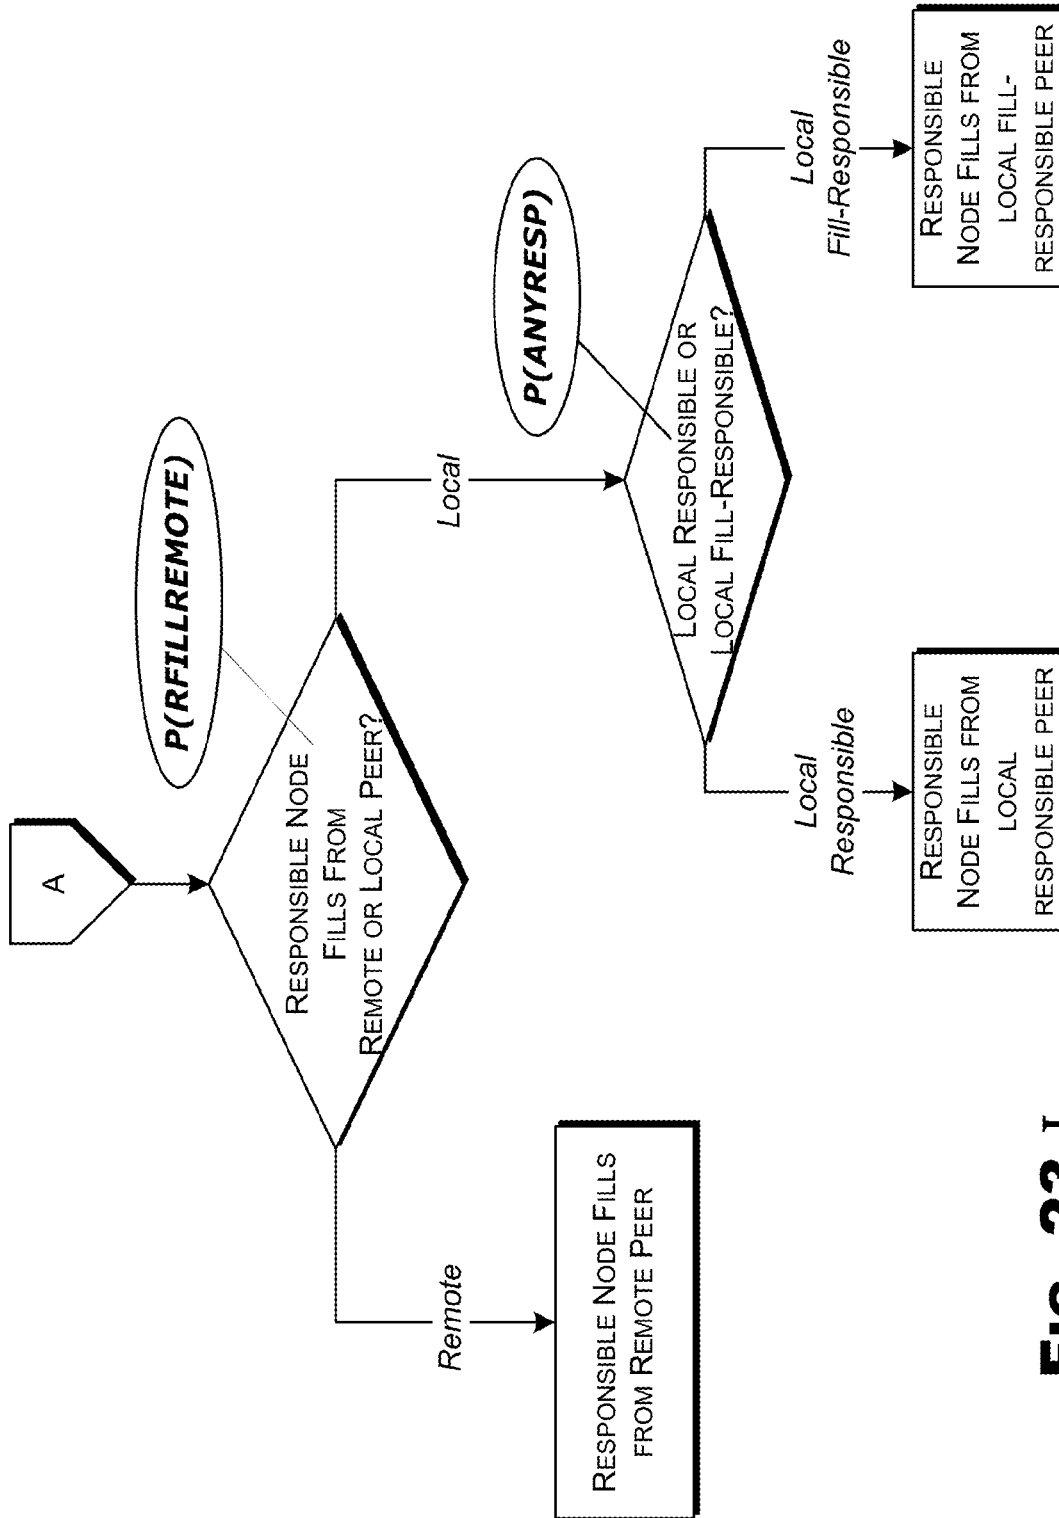 A
P(RFILLREMOTE)
RESPONSIBLE NODE
FILLS FROM
REMOTE OR LOCAL PEER?
Remote
Local
RESPONSIBLE NODE FILLS
FROM REMOTE PEER
P(ANYRESP)
LOCAL RESPONSIBLE OR
LOCAL FILL-RESPONSIBLE?
Local
Responsible
Local
Fill-Responsible
RESPONSIBLE
NODE FILLS FROM
LOCAL
RESPONSIBLE PEER
RESPONSIBLE
NODE FILLS FROM
LOCAL FILL-
RESPONSIBLE PEER